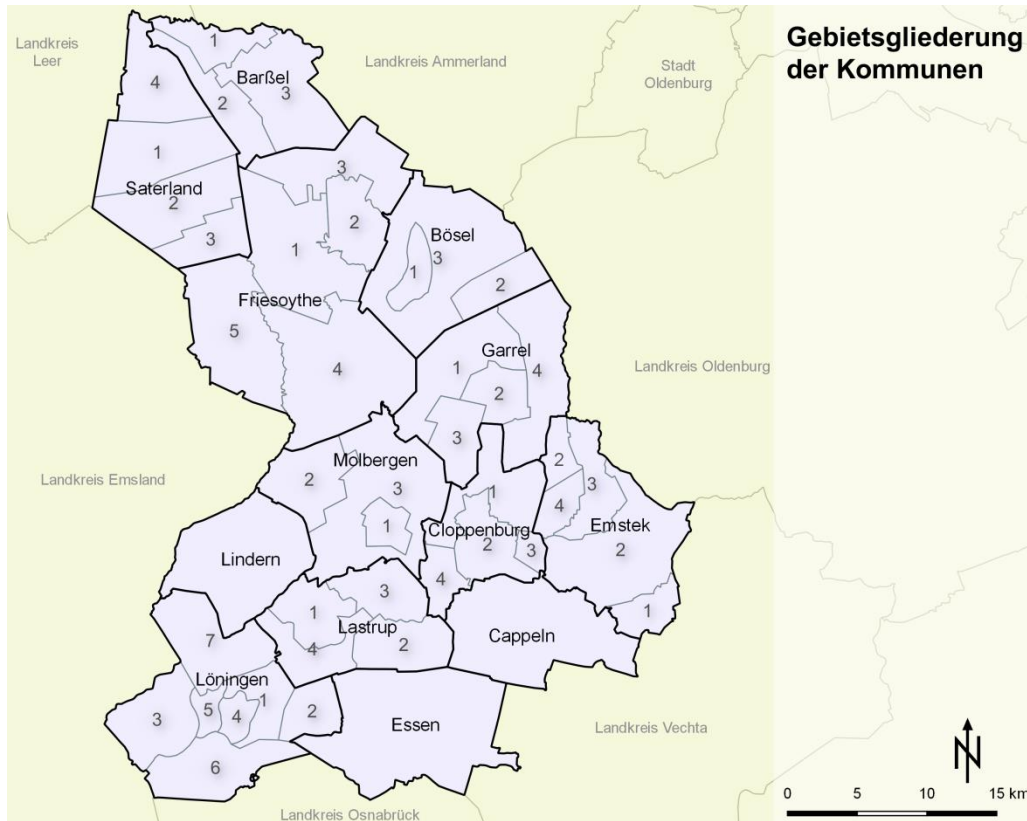 Gebietsgliederung
der Kommunen
Landkreis
Leer
Landkreis Ammerland
Stadt
Oldenburg
1
Barßel
4
2
3
1
3
Saterland
2
2
3
1
Bösel
3
1
2
Friesoythe
5
4
Garrel
1
4
2
Landkreis Oldenburg
3
Molbergen
2
3
2
3
Landkreis Emsland
1
4
1
Cloppenburg
Emstek
2
3
2
Lindern
4
3
1
1
Lastrup
2
4
Cappeln
7
Löningen
1
3
5
4
2
Essen
Landkreis Vechta
6
Landkreis Osnabrück
N
0 5 10 15 km